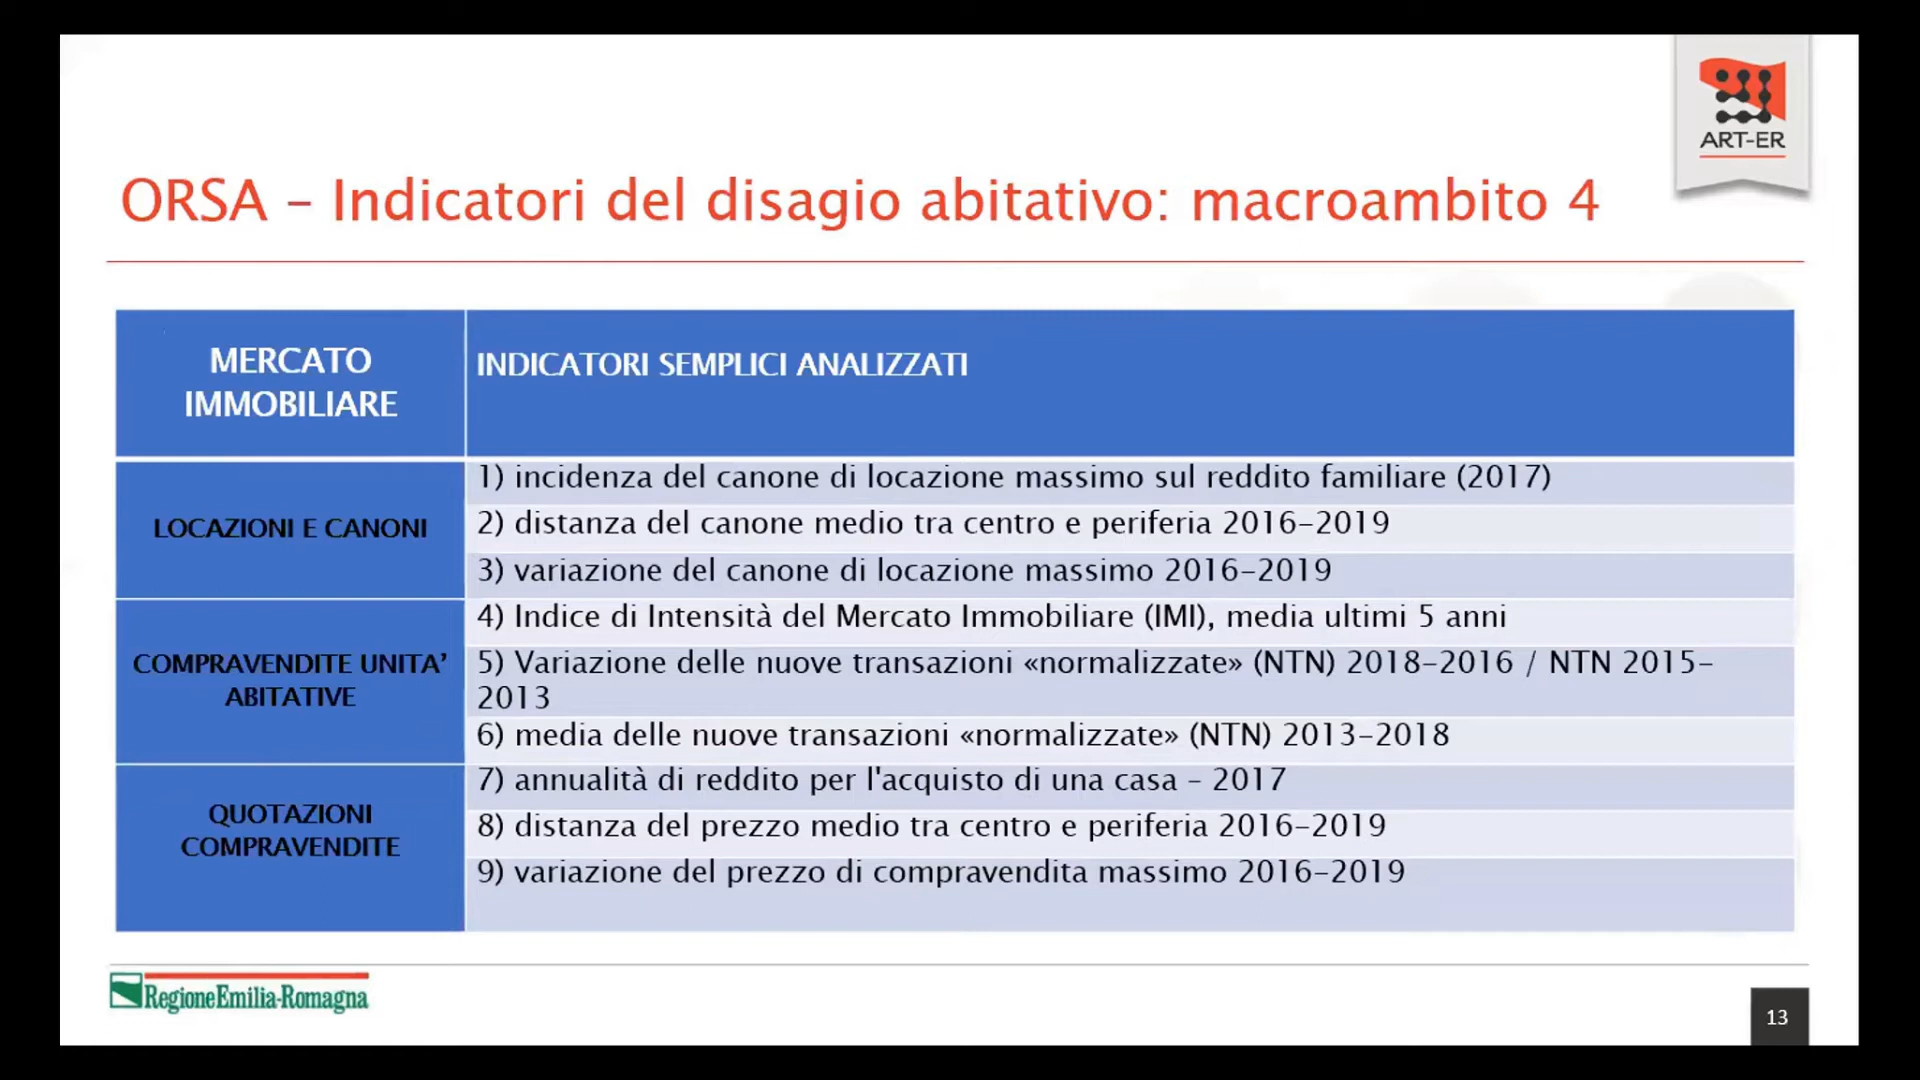 ART-ER
ORSA – Indicatori del disagio abitativo: macroambito 4
MERCATO
IMMOBILIARE
INDICATORI SEMPLICI ANALIZZATI
LOCAZIONI E CANONI
1) incidenza del canone di locazione massimo sul reddito familiare (2017)
2) distanza del canone medio tra centro e periferia 2016-2019
3) variazione del canone di locazione massimo 2016-2019
COMPRAVENDITE UNITA’
ABITATIVE
4) Indice di Intensità del Mercato Immobiliare (IMI), media ultimi 5 anni
5) Variazione delle nuove transazioni «normalizzate» (NTN) 2018-2016 / NTN 2015-
2013
6) media delle nuove transazioni «normalizzate» (NTN) 2013-2018
QUOTAZIONI
COMPRAVENDITE
7) annualità di reddito per l'acquisto di una casa – 2017
8) distanza del prezzo medio tra centro e periferia 2016-2019
9) variazione del prezzo di compravendita massimo 2016-2019
RegioneEmilia-Romagna
13